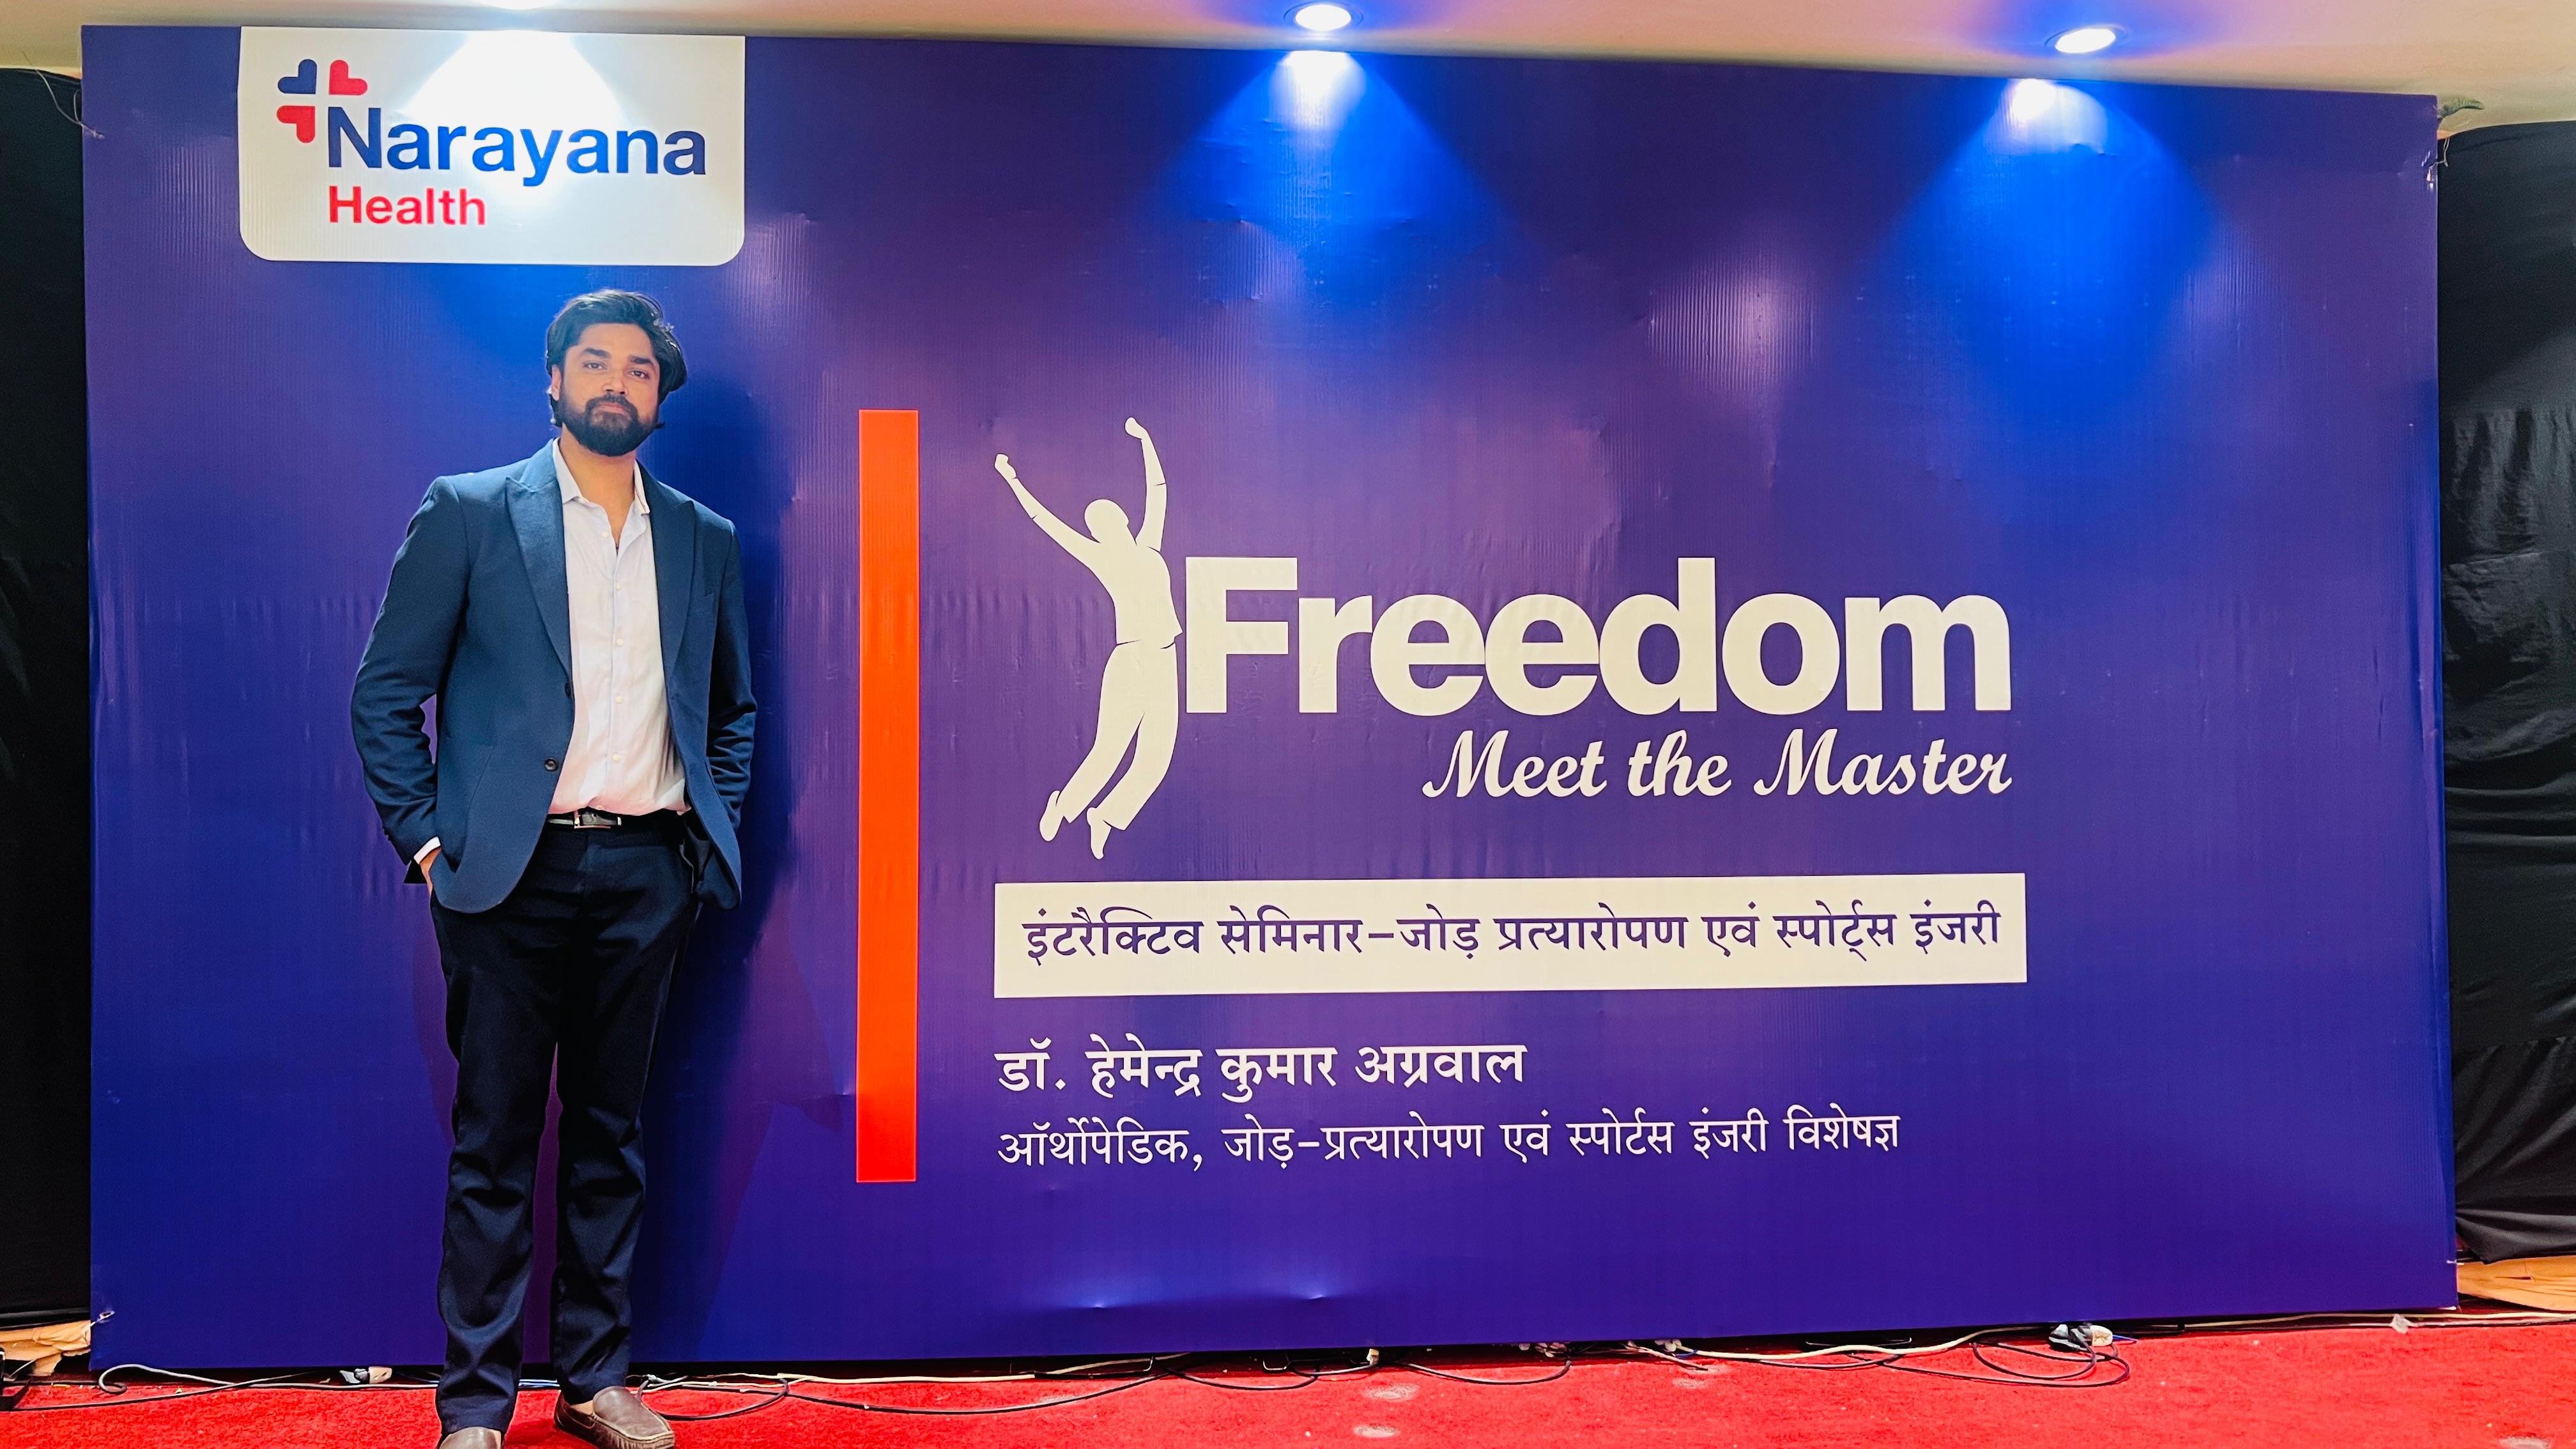 Narayana
Health
Freedom
Meet the Master
इंटरैक्टिव सेमिनार-जोड़ प्रत्यारोपण एवं स्पोर्ट्स इंजरी
डॉ. हेमेन्द्र कुमार अग्रवाल
ऑर्थोपेडिक, जोड़-प्रत्यारोपण एवं स्पोर्टस इंजरी विशेषज्ञ